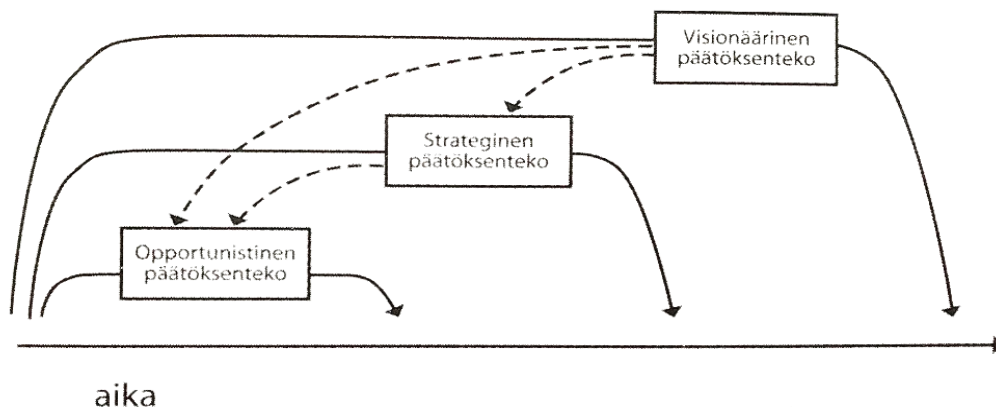 Visionäärinen
päätöksenteko
Strateginen
päätöksenteko
Opportunistinen
päätöksenteko
aika